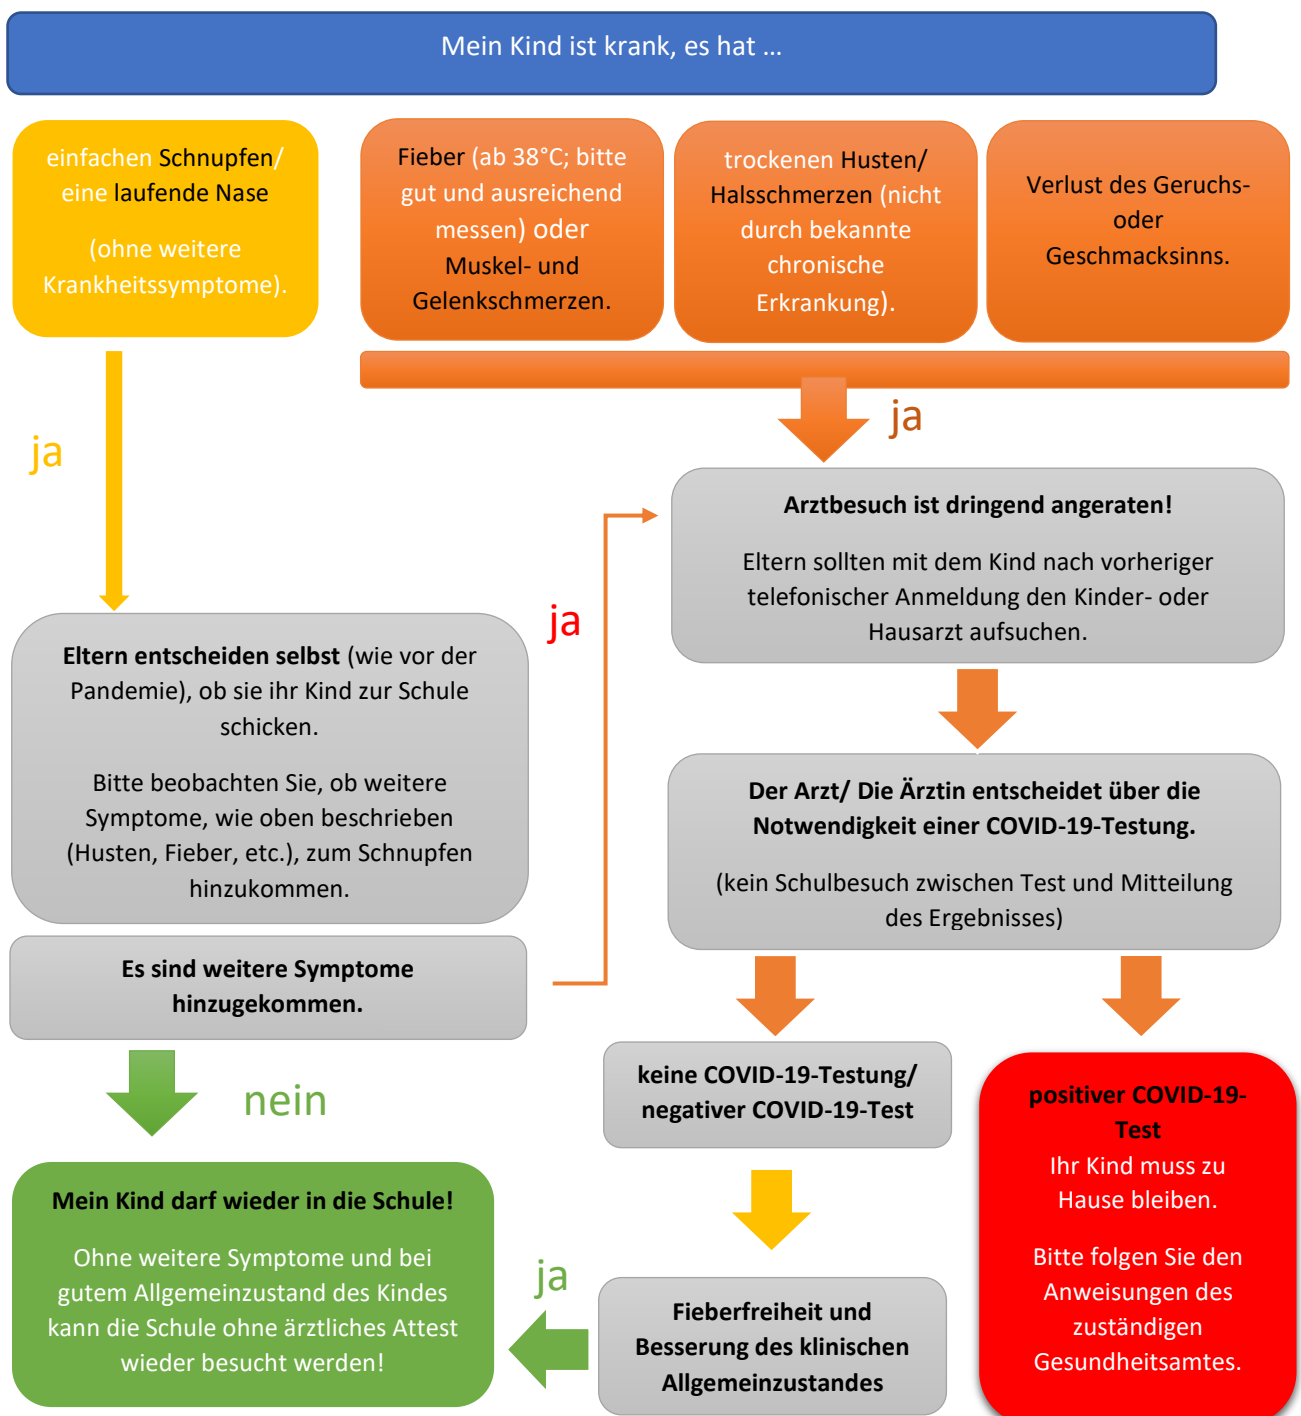 Mein Kind ist krank, es hat ...
einfachen Schnupfen/
eine laufende Nase
(ohne weitere
Krankheitssymptome).
Fieber (ab 38°C; bitte
gut und ausreichend
messen) oder
Muskel- und
Gelenkschmerzen.
trockenen Husten/
Halsschmerzen (nicht
durch bekannte
chronische
Erkrankung).
Verlust des Geruchs-
oder
Geschmacksinns.
ja
ja
Arztbesuch ist dringend angeraten!
Eltern sollten mit dem Kind nach vorheriger
telefonischer Anmeldung den Kinder- oder
Hausarzt aufsuchen.
ja
Eltern entscheiden selbst (wie vor der
Pandemie), ob sie ihr Kind zur Schule
schicken.
Bitte beobachten Sie, ob weitere
Symptome, wie oben beschrieben
(Husten, Fieber, etc.), zum Schnupfen
hinzukommen.
Der Arzt/ Die Ärztin entscheidet über die
Notwendigkeit einer COVID-19-Testung.
(kein Schulbesuch zwischen Test und Mitteilung
des Ergebnisses)
Es sind weitere Symptome
hinzugekommen.
nein
keine COVID-19-Testung/
negativer COVID-19-Test
positiver COVID-19-
Test
Ihr Kind muss zu
Hause bleiben.
Bitte folgen Sie den
Anweisungen des
zuständigen
Gesundheitsamtes.
Mein Kind darf wieder in die Schule!
Ohne weitere Symptome und bei
gutem Allgemeinzustand des Kindes
kann die Schule ohne ärztliches Attest
wieder besucht werden!
ja
Fieberfreiheit und
Besserung des klinischen
Allgemeinzustandes